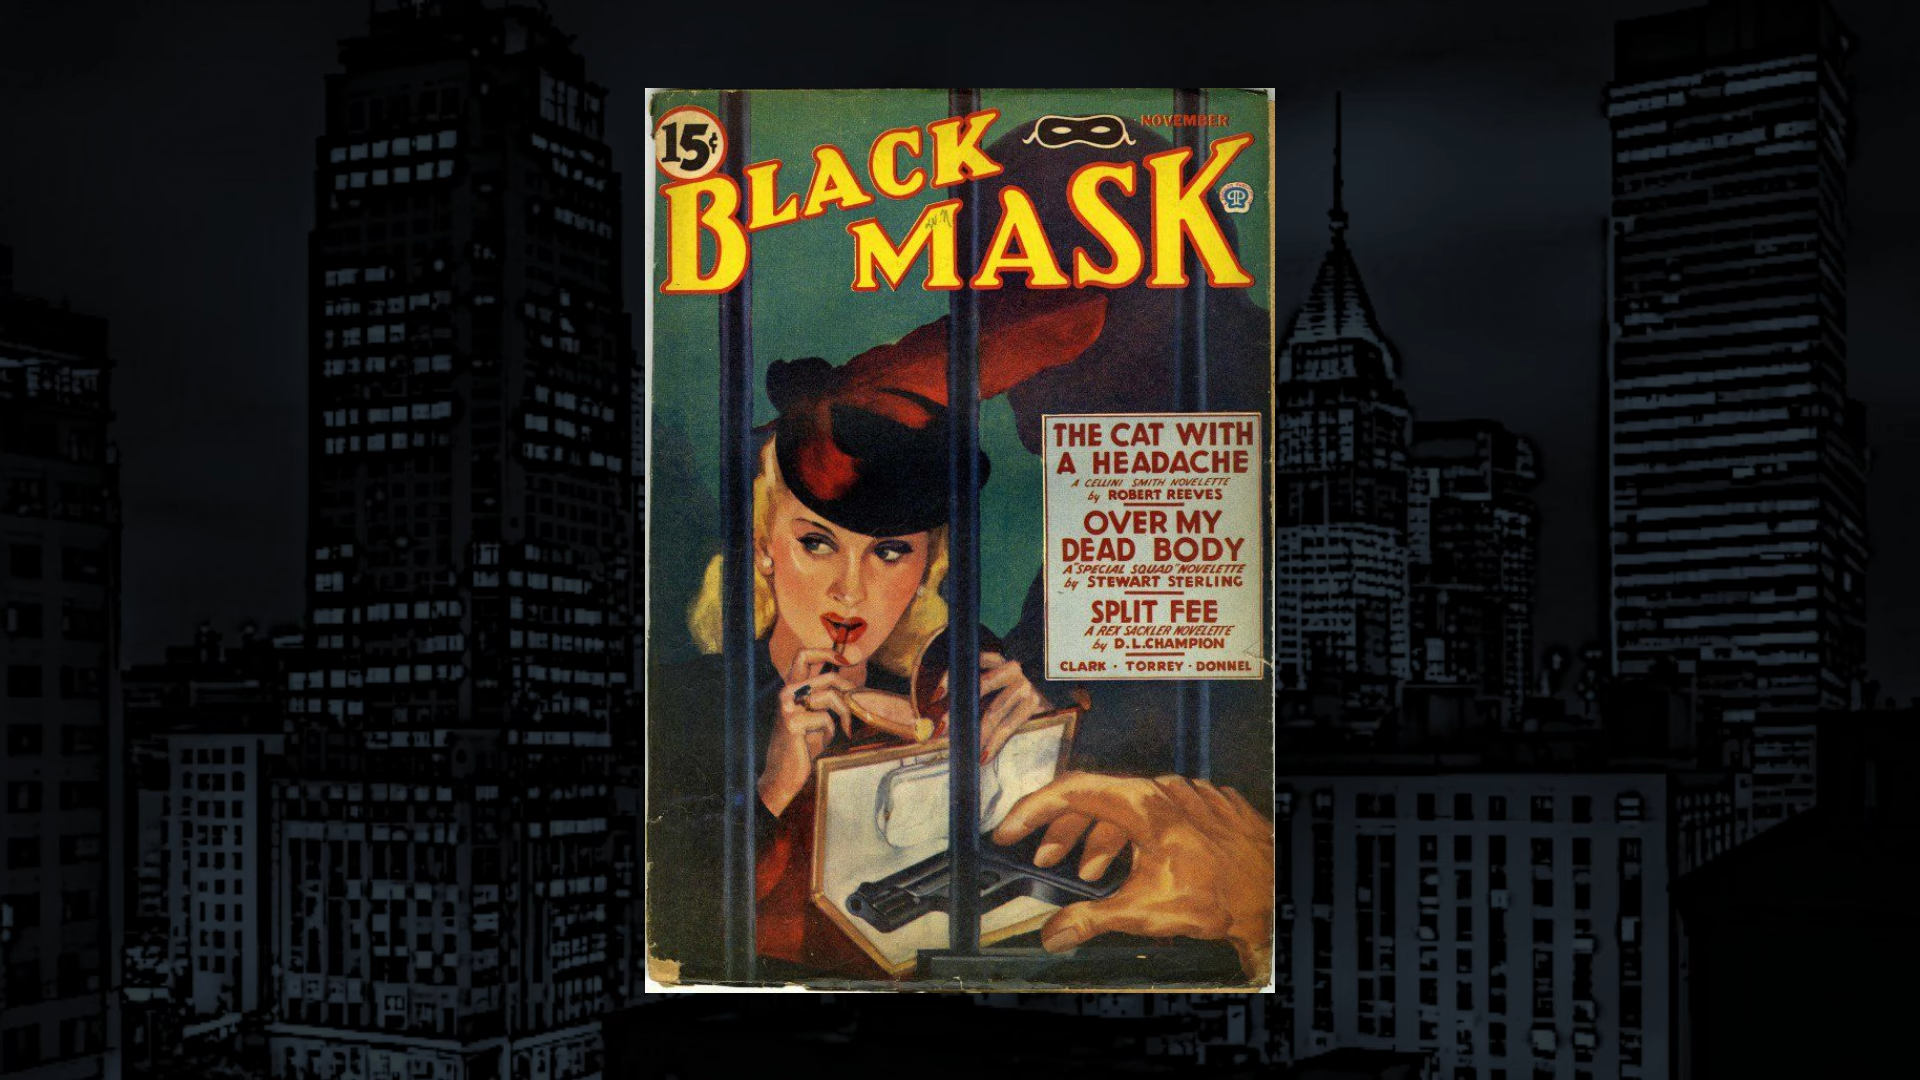 15¢
NOVEMBER
BLACK
MASK
THE CAT WITH
A HEADACHE
A CELLINI SMITH NOVELETTE
by ROBERT REEVES
OVER MY
DEAD BODY
A "SPECIAL SQUAD" NOVELETTE
by STEWART STERLING
SPLIT FEE
A REX SACKLER NOVELETTE
by D.L.CHAMPION
CLARK · TORREY · DONNEL